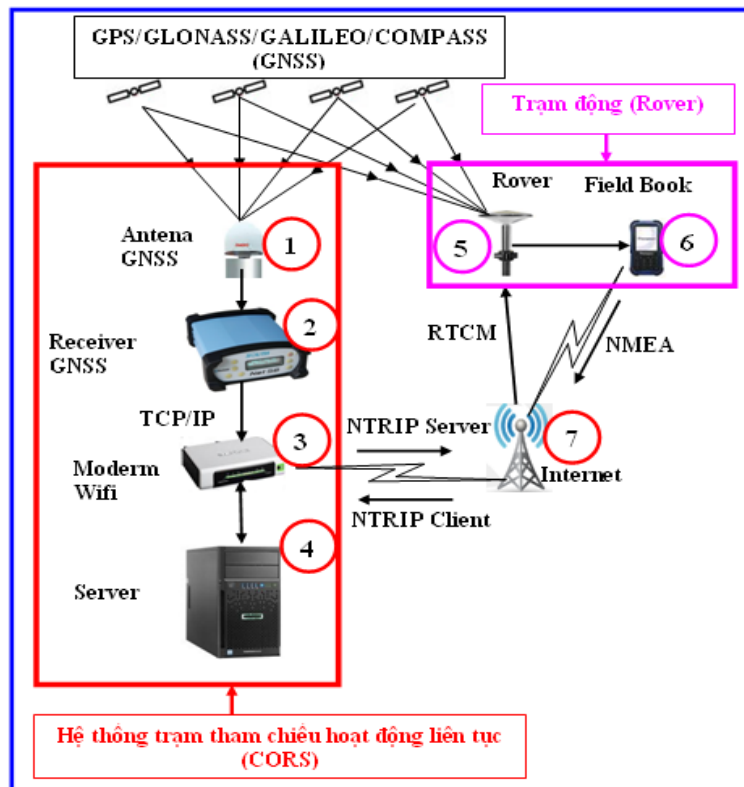 GPS/GLONASS/GALILEO/COMPASS
(GNSS)
Trạm động (Rover)
Rover
Field Book
Antena
GNSS
1
5
6
2
Receiver
GNSS
RTCM
NMEA
TCP/IP
3
NTRIP Server
7
Moderm
Wifi
Internet
NTRIP Client
4
Server
Hệ thống trạm tham chiếu hoạt động liên tục
(CORS)